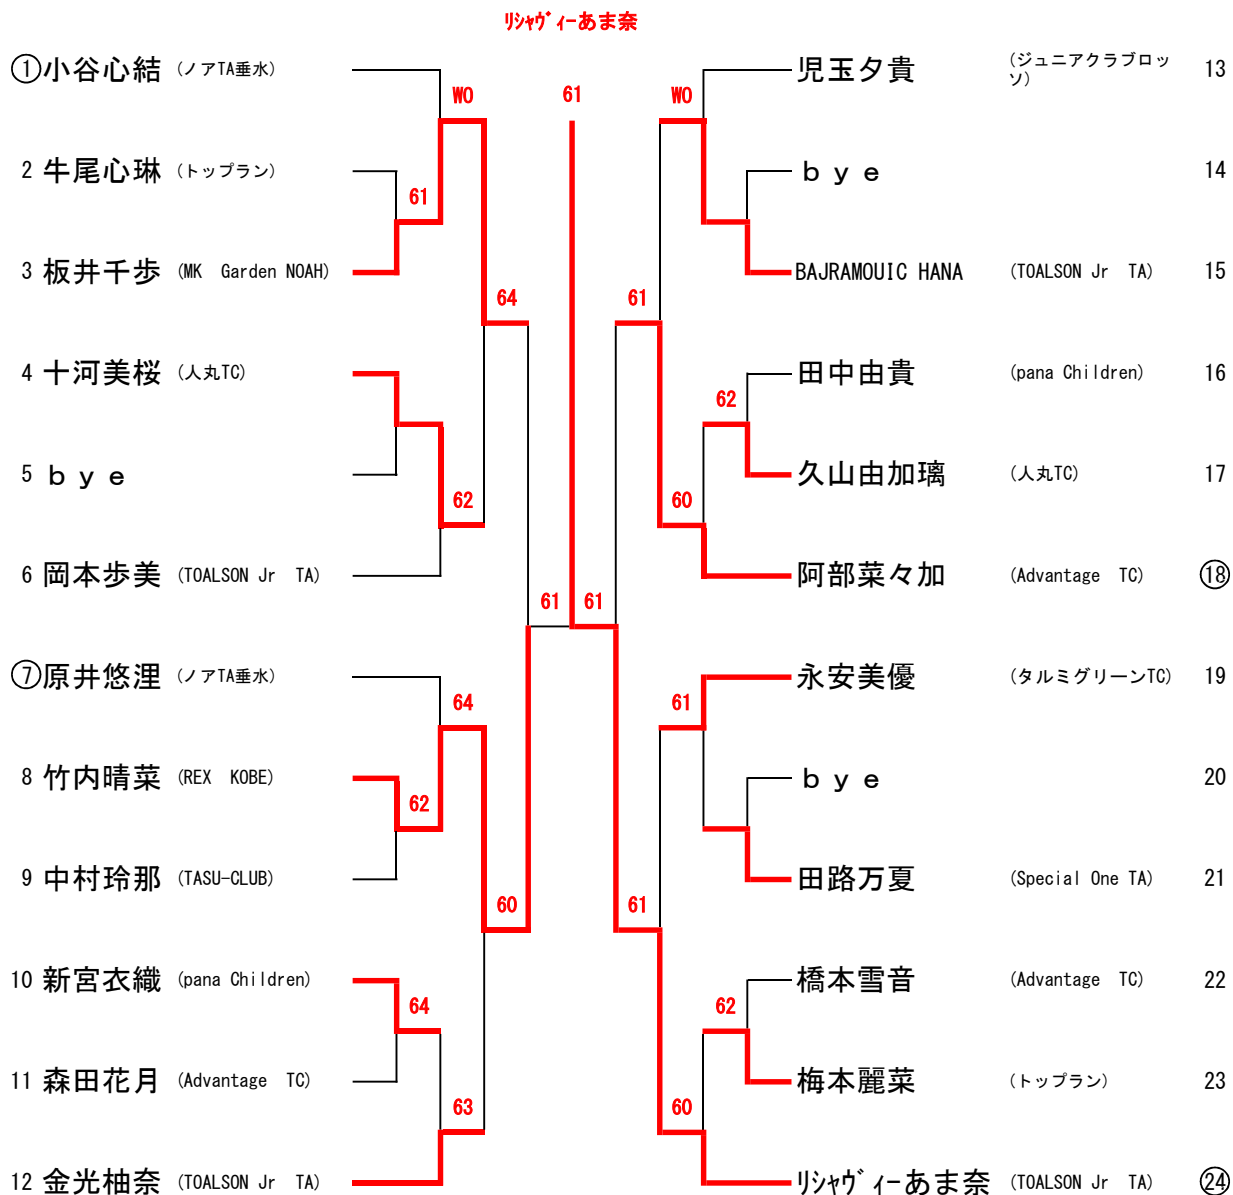 ﾘｼｬｳﾞｨｰあま奈
①小谷心結 (ノアTA垂水)
2 牛尾心琳 (トップラン)
3 板井千歩 (MK Garden NOAH)
4 十河美桜 (人丸TC)
5 ｂｙｅ
6 岡本歩美 (TOALSON Jr TA)
⑦原井悠浬 (ノアTA垂水)
8 竹内晴菜 (REX KOBE)
9 中村玲那 (TASU-CLUB)
10 新宮衣織 (pana Children)
11 森田花月 (Advantage TC)
12 金光柚奈 (TOALSON Jr TA)
WO
61
64
62
61
64
62
60
64
63
61
WO
61
62
60
61
61
61
62
60
児玉夕貴 (ジュニアクラブロッ
ソ) 13
ｂｙｅ 14
BAJRAMOUIC HANA (TOALSON Jr TA) 15
田中由貴 (pana Children) 16
久山由加璃 (人丸TC) 17
阿部菜々加 (Advantage TC) ⑱
永安美優 (タルミグリーンTC) 19
ｂｙｅ 20
田路万夏 (Special One TA) 21
橋本雪音 (Advantage TC) 22
梅本麗菜 (トップラン) 23
ﾘｼｬｳﾞｨｰあま奈 (TOALSON Jr TA) ㉔